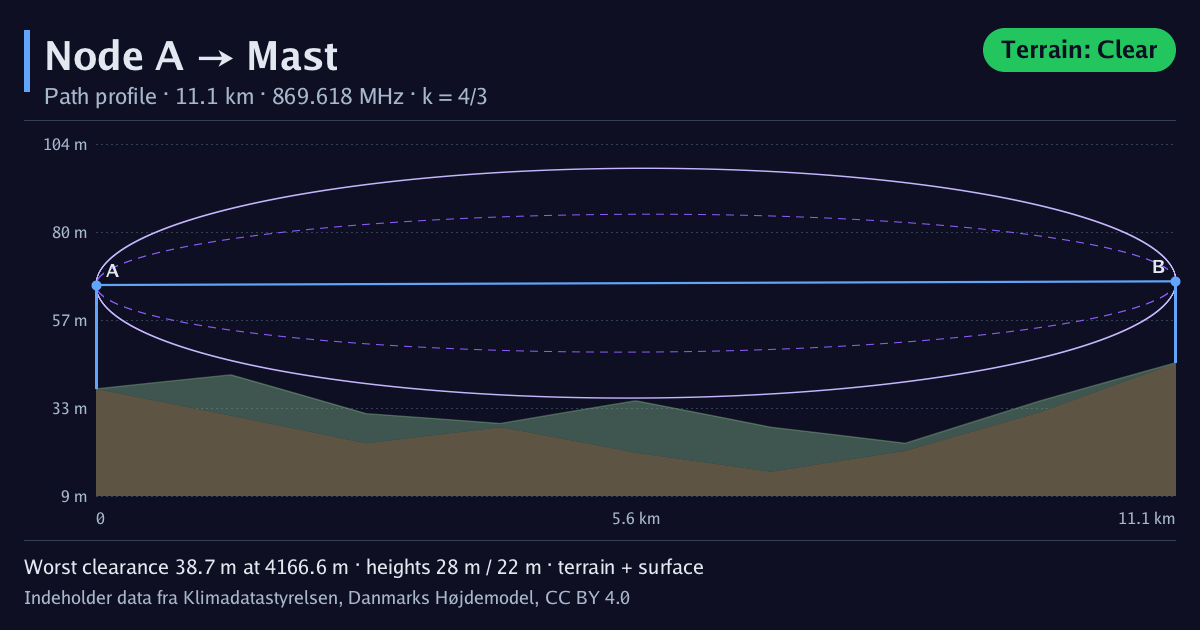 Node A → Mast
Terrain: Clear
Path profile · 11.1 km · 869.618 MHz · k = 4/3
104 m
80 m
A
B
57 m
33 m
9 m
0
5.6 km
11.1 km
Worst clearance 38.7 m at 4166.6 m · heights 28 m / 22 m · terrain + surface
Indeholder data fra Klimadatastyrelsen, Danmarks Højdemodel, CC BY 4.0